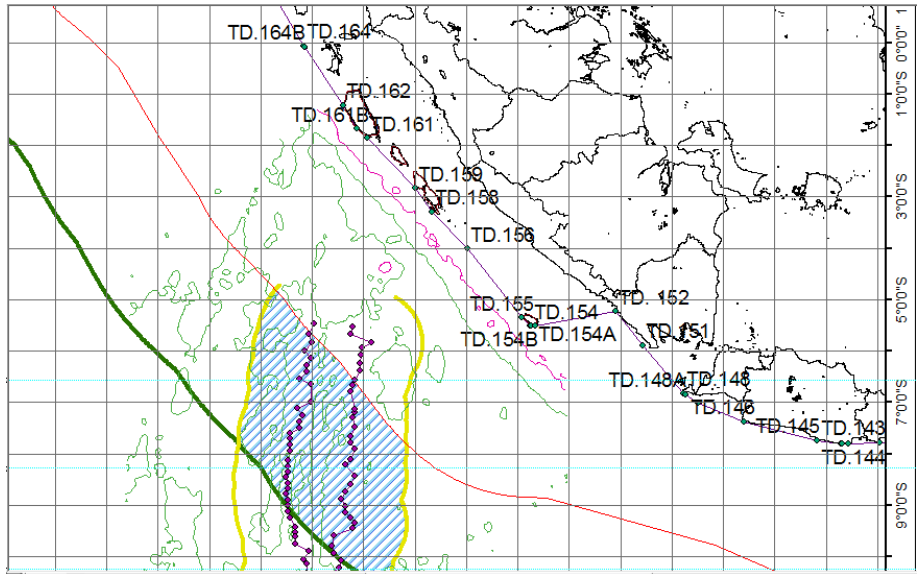 1
TD.164B TD.164
0°0'0"
TD.162
1°0'0"S
TD.161B TD.161
TD.159
3°0'0"S
TD.158
TD.156
TD.155 TD.154 TD. 152
5°0'0"S
TD.154B TD.154A TD.151
TD.148A TD.148
TD.146
7°0'0"S
TD.145 TD.143
TD.144
9°0'0"S